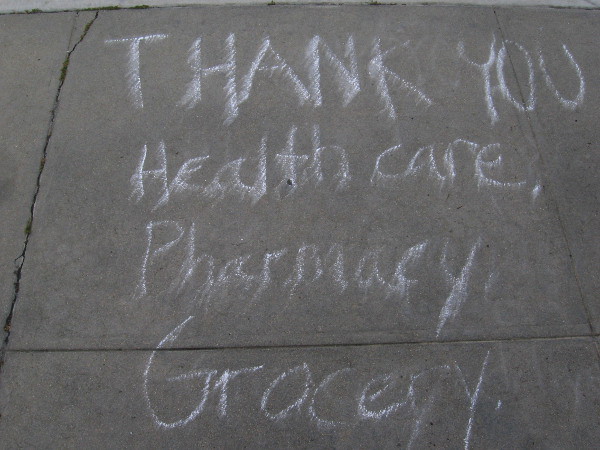 THANK YOU
Health care,
Pharmacy,
Grocery.